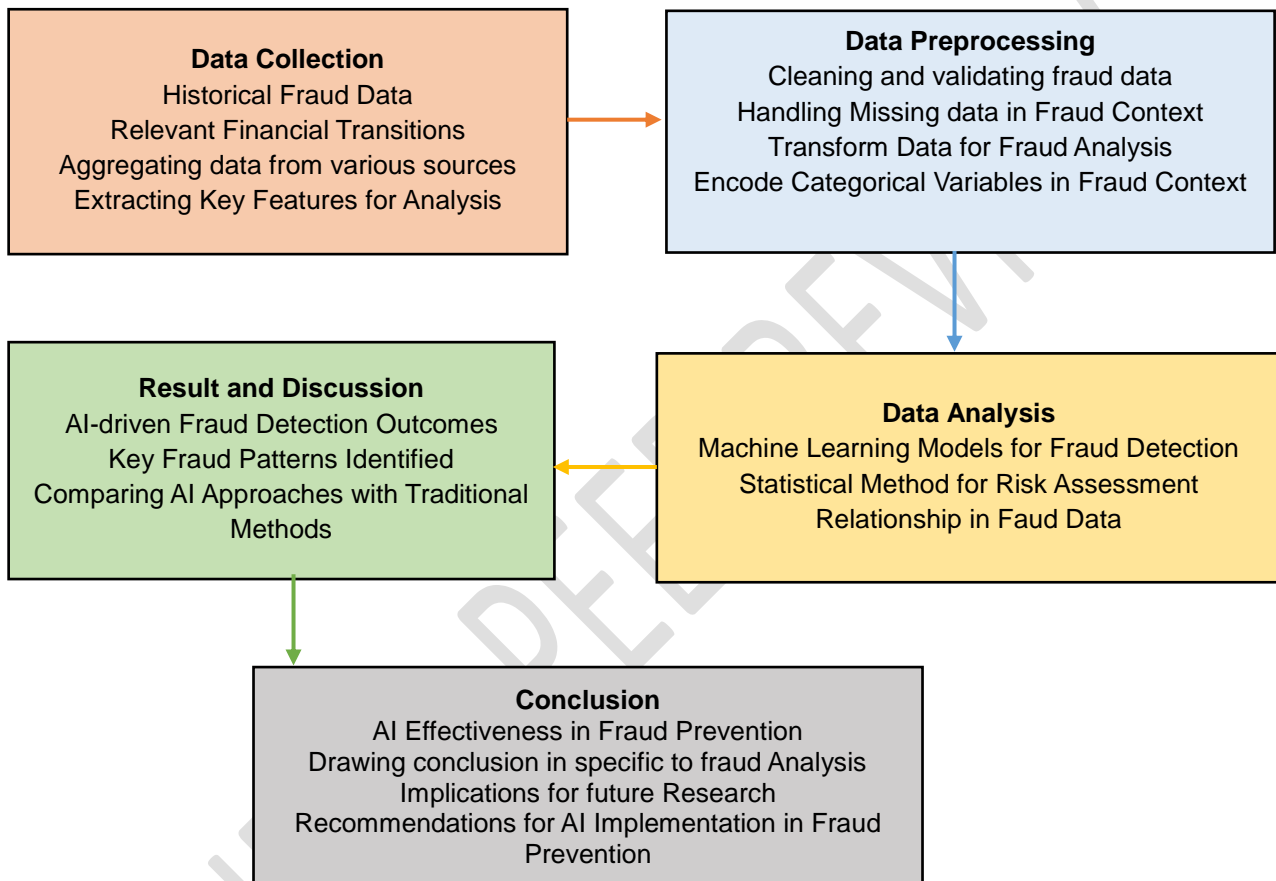 Data Collection
Historical Fraud Data
Relevant Financial Transitions
Aggregating data from various sources
Extracting Key Features for Analysis
Data Preprocessing
Cleaning and validating fraud data
Handling Missing data in Fraud Context
Transform Data for Fraud Analysis
Encode Categorical Variables in Fraud Context
Result and Discussion
AI-driven Fraud Detection Outcomes
Key Fraud Patterns Identified
Comparing AI Approaches with Traditional
Methods
Data Analysis
Machine Learning Models for Fraud Detection
Statistical Method for Risk Assessment
Relationship in Faud Data
Conclusion
AI Effectiveness in Fraud Prevention
Drawing conclusion in specific to fraud Analysis
Implications for future Research
Recommendations for AI Implementation in Fraud
Prevention